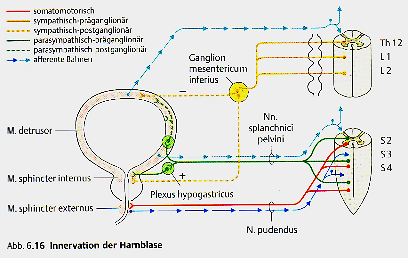 somatomotorisch
sympathisch-präganglionär
sympathisch-postganglionär
parasympathisch-präganglionär
parasympathisch-postganglionär
afferente Bahnen
Ganglion
mesentericum
inferius
Th 12
L 1
L 2
–
M. detrusor
Nn.
splanchnici
pelvini
S 2
S 3
S 4
M. sphincter internus
+
Plexus hypogastricus
M. sphincter externus
N. pudendus
Abb. 6.16 Innervation der Harnblase